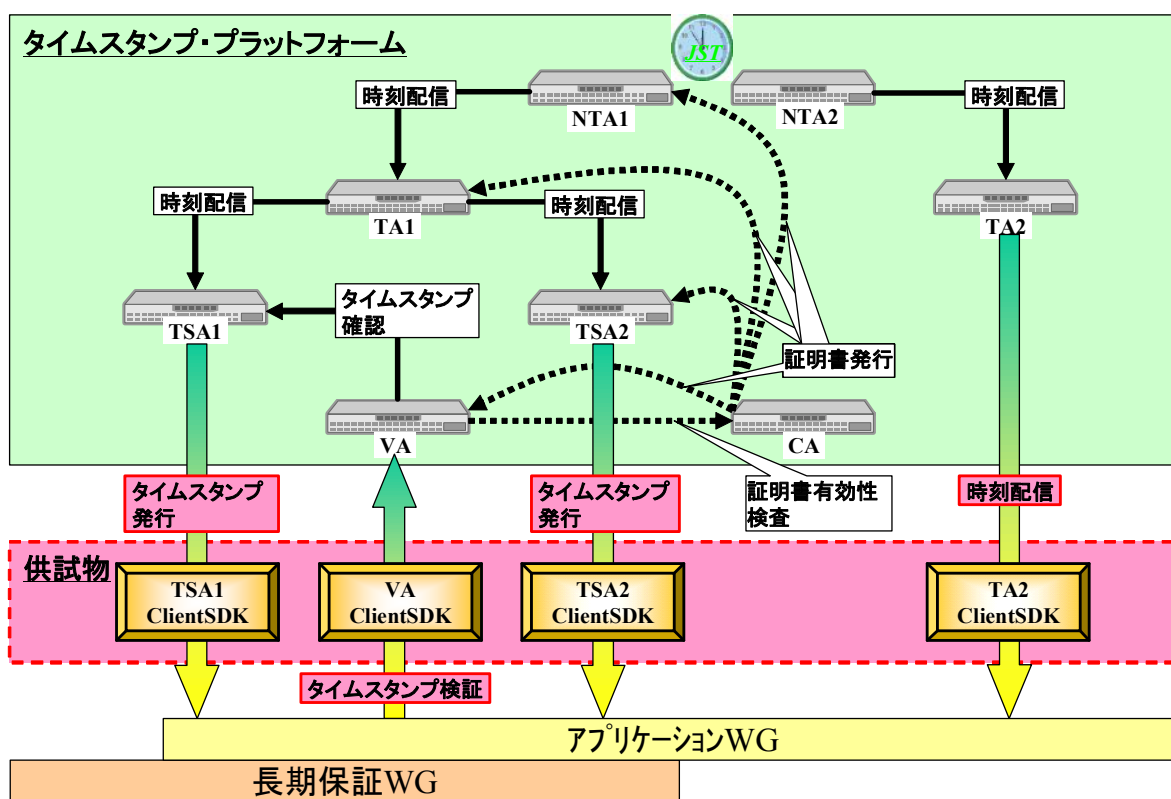 タイムスタンプ・プラットフォーム
JST
時刻配信
NTA1
NTA2
時刻配信
時刻配信
TA1
時刻配信
TA2
TSA1
タイムスタンプ
確認
TSA2
証明書発行
VA
CA
タイムスタンプ
発行
タイムスタンプ
発行
証明書有効性
検査
時刻配信
供試物
TSA1
ClientSDK
VA
ClientSDK
TSA2
ClientSDK
TA2
ClientSDK
タイムスタンプ検証
アプリケーションWG
長期保証WG